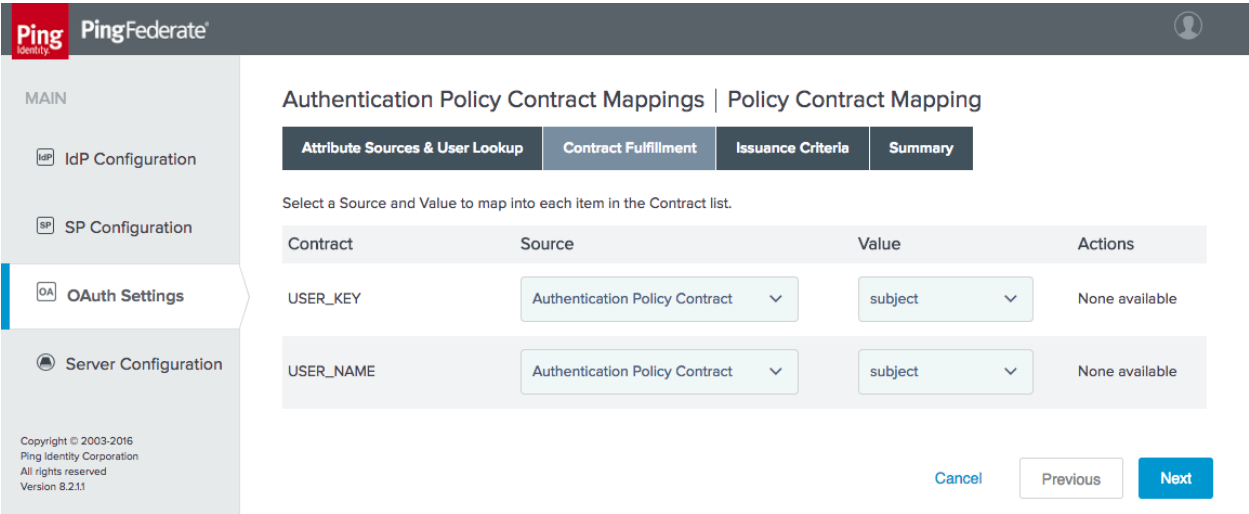 Ping
Identity
PingFederate®
MAIN
IdP IdP Configuration
SP SP Configuration
OA OAuth Settings
Server Configuration
Copyright © 2003-2016
Ping Identity Corporation
All rights reserved
Version 8.2.1.1
Authentication Policy Contract Mappings | Policy Contract Mapping
Attribute Sources & User Lookup Contract Fulfillment Issuance Criteria Summary
Select a Source and Value to map into each item in the Contract list.
Contract Source Value Actions
USER_KEY Authentication Policy Contract subject None available
USER_NAME Authentication Policy Contract subject None available
Cancel Previous Next